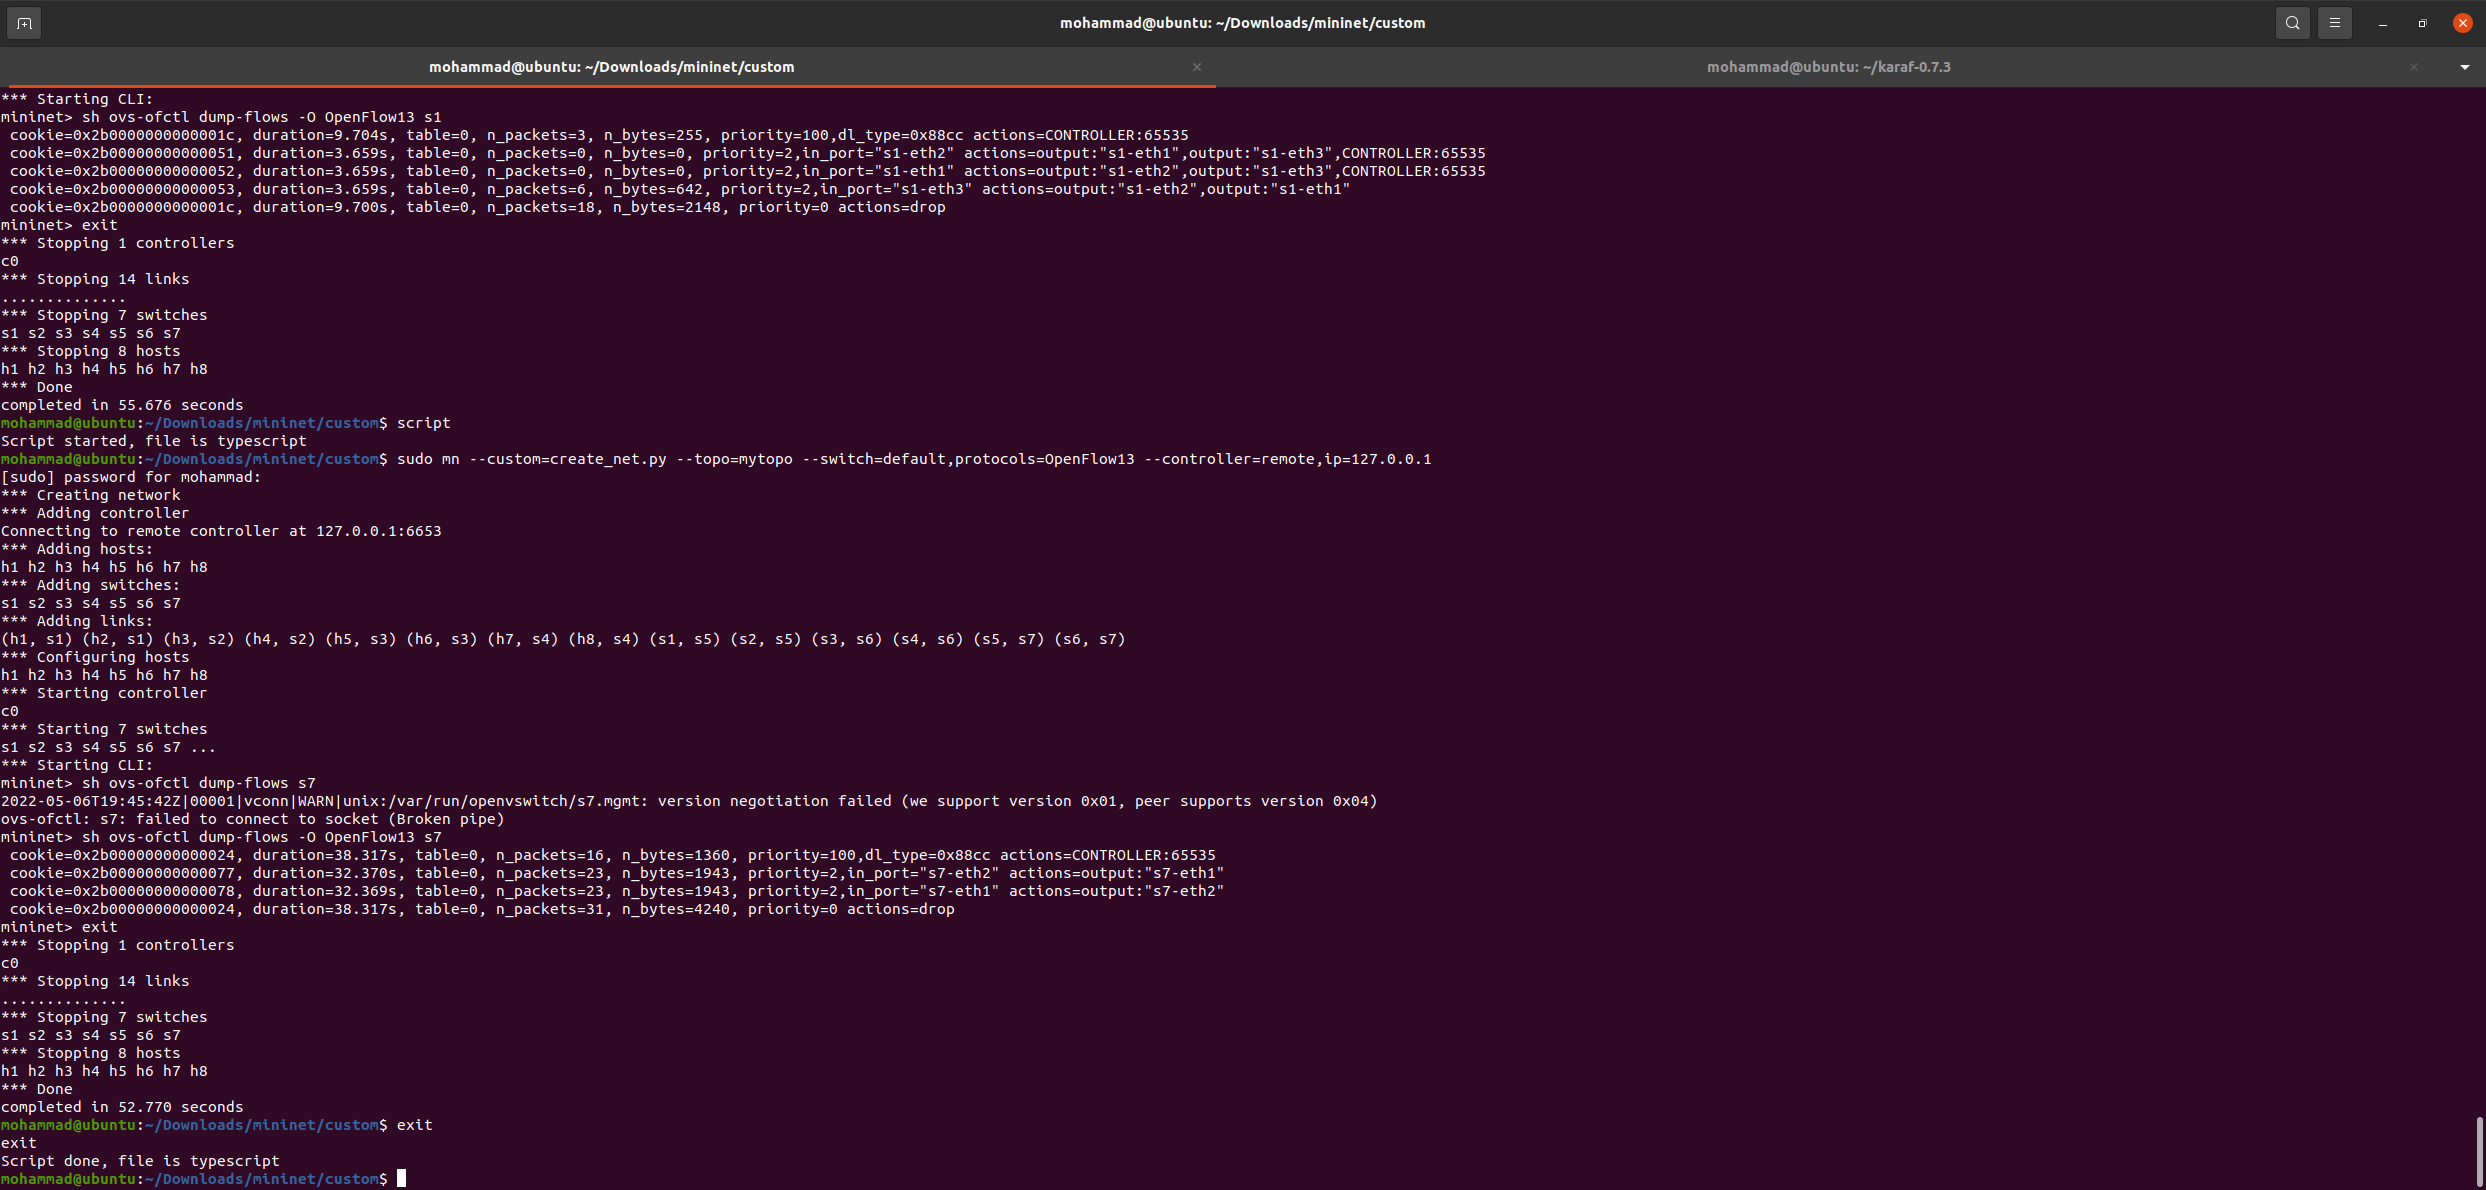 mohammad@ubuntu: ~/Downloads/mininet/custom
mohammad@ubuntu: ~/Downloads/mininet/custom
mohammad@ubuntu: ~/karaf-0.7.3
*** Starting CLI:
mininet> sh ovs-ofctl dump-flows -O OpenFlow13 s1
 cookie=0x2b0000000000001c, duration=9.704s, table=0, n_packets=3, n_bytes=255, priority=100,dl_type=0x88cc actions=CONTROLLER:65535
 cookie=0x2b00000000000051, duration=3.659s, table=0, n_packets=0, n_bytes=0, priority=2,in_port="s1-eth2" actions=output:"s1-eth1",output:"s1-eth3",CONTROLLER:65535
 cookie=0x2b00000000000052, duration=3.659s, table=0, n_packets=0, n_bytes=0, priority=2,in_port="s1-eth1" actions=output:"s1-eth2",output:"s1-eth3",CONTROLLER:65535
 cookie=0x2b00000000000053, duration=3.659s, table=0, n_packets=6, n_bytes=642, priority=2,in_port="s1-eth3" actions=output:"s1-eth2",output:"s1-eth1"
 cookie=0x2b0000000000001c, duration=9.700s, table=0, n_packets=18, n_bytes=2148, priority=0 actions=drop
mininet> exit
*** Stopping 1 controllers
c0
*** Stopping 14 links
..............
*** Stopping 7 switches
s1 s2 s3 s4 s5 s6 s7
*** Stopping 8 hosts
h1 h2 h3 h4 h5 h6 h7 h8
*** Done
completed in 55.676 seconds
mohammad@ubuntu:~/Downloads/mininet/custom$ script
Script started, file is typescript
mohammad@ubuntu:~/Downloads/mininet/custom$ sudo mn --custom=create_net.py --topo=mytopo --switch=default,protocols=OpenFlow13 --controller=remote,ip=127.0.0.1
[sudo] password for mohammad:
*** Creating network
*** Adding controller
Connecting to remote controller at 127.0.0.1:6653
*** Adding hosts:
h1 h2 h3 h4 h5 h6 h7 h8
*** Adding switches:
s1 s2 s3 s4 s5 s6 s7
*** Adding links:
(h1, s1) (h2, s1) (h3, s2) (h4, s2) (h5, s3) (h6, s3) (h7, s4) (h8, s4) (s1, s5) (s2, s5) (s3, s6) (s4, s6) (s5, s7) (s6, s7)
*** Configuring hosts
h1 h2 h3 h4 h5 h6 h7 h8
*** Starting controller
c0
*** Starting 7 switches
s1 s2 s3 s4 s5 s6 s7 ...
*** Starting CLI:
mininet> sh ovs-ofctl dump-flows s7
2022-05-06T19:45:42Z|00001|vconn|WARN|unix:/var/run/openvswitch/s7.mgmt: version negotiation failed (we support version 0x01, peer supports version 0x04)
ovs-ofctl: s7: failed to connect to socket (Broken pipe)
mininet> sh ovs-ofctl dump-flows -O OpenFlow13 s7
 cookie=0x2b00000000000024, duration=38.317s, table=0, n_packets=16, n_bytes=1360, priority=100,dl_type=0x88cc actions=CONTROLLER:65535
 cookie=0x2b00000000000077, duration=32.370s, table=0, n_packets=23, n_bytes=1943, priority=2,in_port="s7-eth2" actions=output:"s7-eth1"
 cookie=0x2b00000000000078, duration=32.369s, table=0, n_packets=23, n_bytes=1943, priority=2,in_port="s7-eth1" actions=output:"s7-eth2"
 cookie=0x2b00000000000024, duration=38.317s, table=0, n_packets=31, n_bytes=4240, priority=0 actions=drop
mininet> exit
*** Stopping 1 controllers
c0
*** Stopping 14 links
..............
*** Stopping 7 switches
s1 s2 s3 s4 s5 s6 s7
*** Stopping 8 hosts
h1 h2 h3 h4 h5 h6 h7 h8
*** Done
completed in 52.770 seconds
mohammad@ubuntu:~/Downloads/mininet/custom$ exit
exit
Script done, file is typescript
mohammad@ubuntu:~/Downloads/mininet/custom$